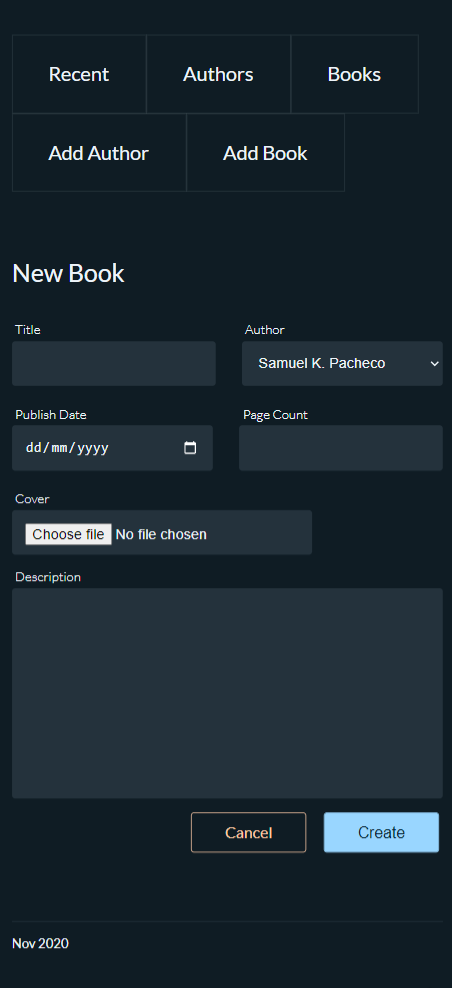 Recent Authors Books
Add Author Add Book
New Book
Title Author
Samuel K. Pacheco
Publish Date Page Count
dd/mm/yyyy
Cover
Choose file No file chosen
Description
Cancel Create
Nov 2020